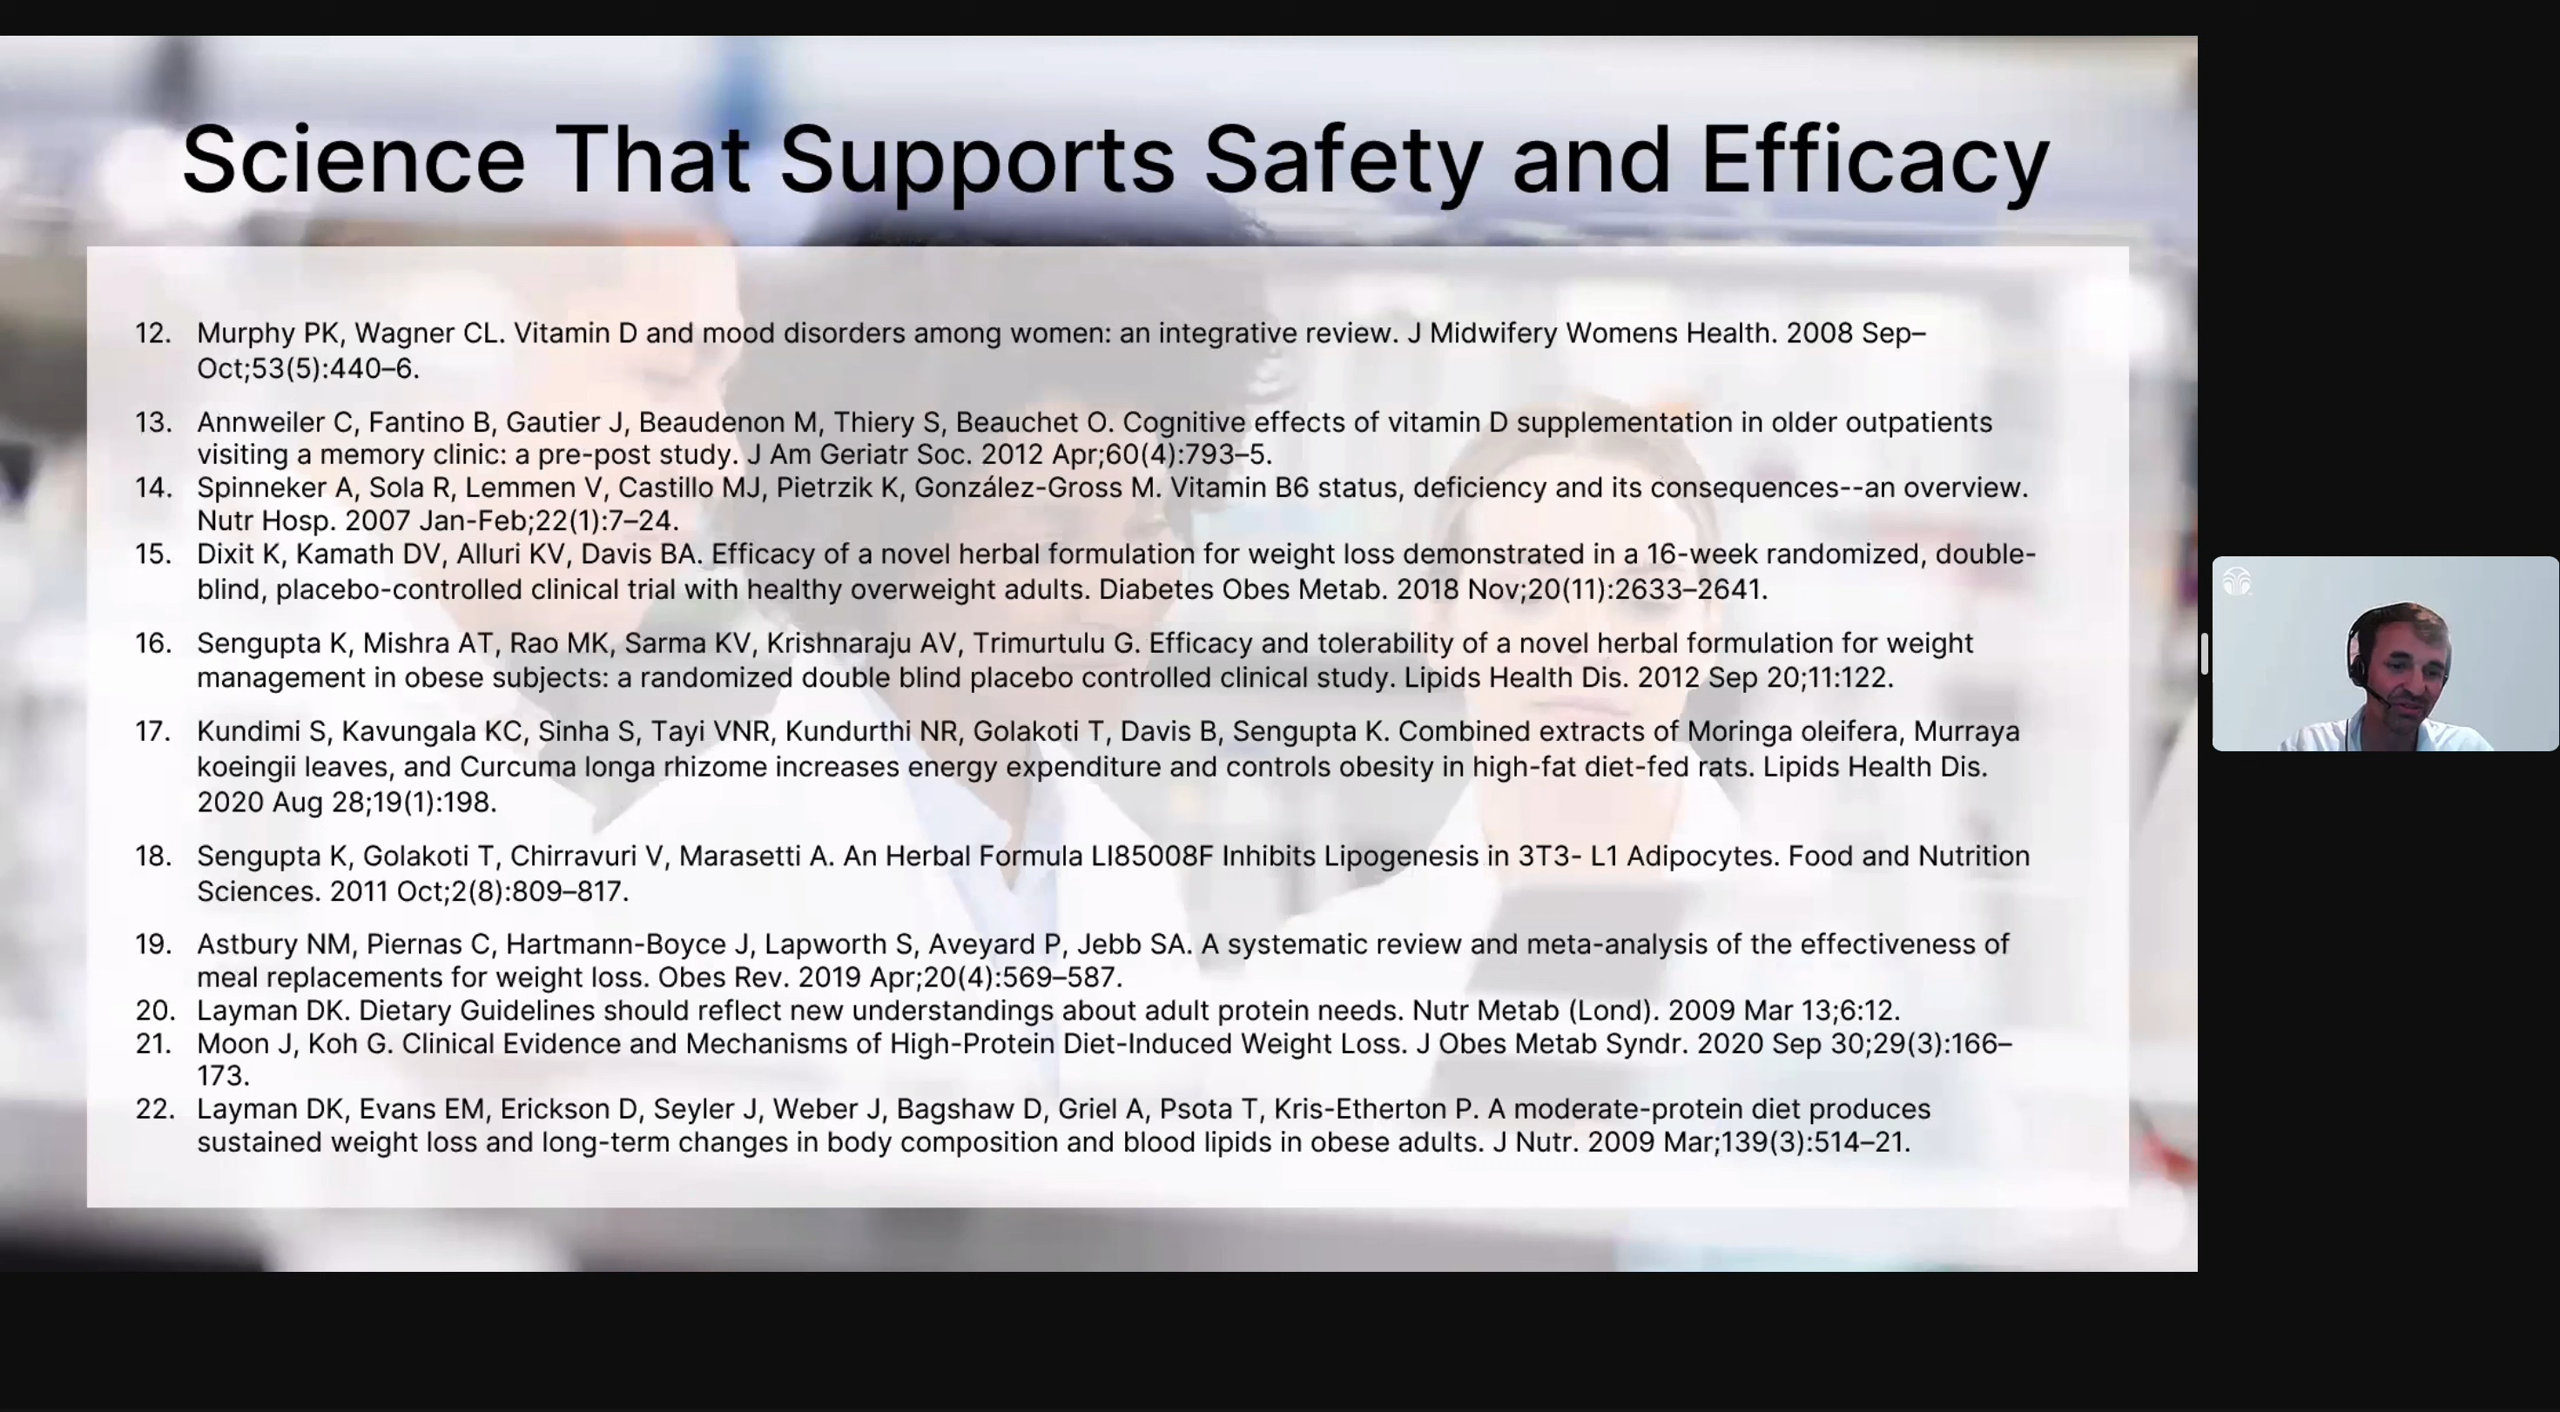 Science That Supports Safety and Efficacy
12. Murphy PK, Wagner CL. Vitamin D and mood disorders among women: an integrative review. J Midwifery Womens Health. 2008 Sep–
Oct;53(5):440–6.
13. Annweiler C, Fantino B, Gautier J, Beaudenon M, Thiery S, Beauchet O. Cognitive effects of vitamin D supplementation in older outpatients
visiting a memory clinic: a pre-post study. J Am Geriatr Soc. 2012 Apr;60(4):793–5.
14. Spinneker A, Sola R, Lemmen V, Castillo MJ, Pietrzik K, González-Gross M. Vitamin B6 status, deficiency and its consequences--an overview.
Nutr Hosp. 2007 Jan-Feb;22(1):7–24.
15. Dixit K, Kamath DV, Alluri KV, Davis BA. Efficacy of a novel herbal formulation for weight loss demonstrated in a 16-week randomized, double-
blind, placebo-controlled clinical trial with healthy overweight adults. Diabetes Obes Metab. 2018 Nov;20(11):2633–2641.
16. Sengupta K, Mishra AT, Rao MK, Sarma KV, Krishnaraju AV, Trimurtulu G. Efficacy and tolerability of a novel herbal formulation for weight
management in obese subjects: a randomized double blind placebo controlled clinical study. Lipids Health Dis. 2012 Sep 20;11:122.
17. Kundimi S, Kavungala KC, Sinha S, Tayi VNR, Kundurthi NR, Golakoti T, Davis B, Sengupta K. Combined extracts of Moringa oleifera, Murraya
koeingii leaves, and Curcuma longa rhizome increases energy expenditure and controls obesity in high-fat diet-fed rats. Lipids Health Dis.
2020 Aug 28;19(1):198.
18. Sengupta K, Golakoti T, Chirravuri V, Marasetti A. An Herbal Formula LI85008F Inhibits Lipogenesis in 3T3- L1 Adipocytes. Food and Nutrition
Sciences. 2011 Oct;2(8):809–817.
19. Astbury NM, Piernas C, Hartmann-Boyce J, Lapworth S, Aveyard P, Jebb SA. A systematic review and meta-analysis of the effectiveness of
meal replacements for weight loss. Obes Rev. 2019 Apr;20(4):569–587.
20. Layman DK. Dietary Guidelines should reflect new understandings about adult protein needs. Nutr Metab (Lond). 2009 Mar 13;6:12.
21. Moon J, Koh G. Clinical Evidence and Mechanisms of High-Protein Diet-Induced Weight Loss. J Obes Metab Syndr. 2020 Sep 30;29(3):166–
173.
22. Layman DK, Evans EM, Erickson D, Seyler J, Weber J, Bagshaw D, Griel A, Psota T, Kris-Etherton P. A moderate-protein diet produces
sustained weight loss and long-term changes in body composition and blood lipids in obese adults. J Nutr. 2009 Mar;139(3):514–21.